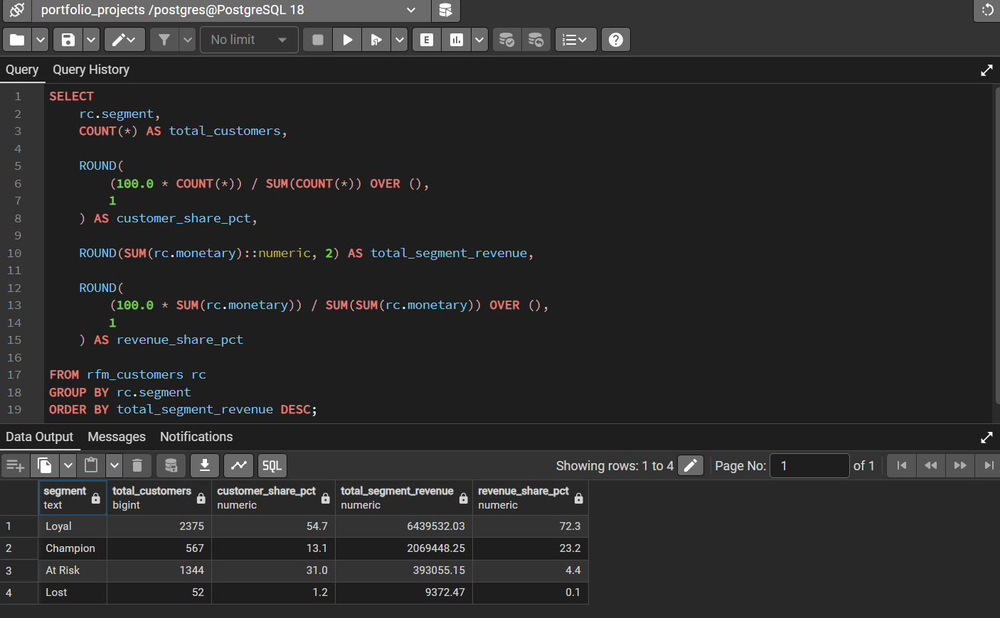 portfolio_projects /postgres@PostgreSQL 18
No limit
E
Query Query History
1 SELECT
2 rc.segment,
3 COUNT(*) AS total_customers,
4
5 ROUND(
6 (100.0 * COUNT(*)) / SUM(COUNT(*)) OVER (),
7 1
8 ) AS customer_share_pct,
9
10 ROUND(SUM(rc.monetary)::numeric, 2) AS total_segment_revenue,
11
12 ROUND(
13 (100.0 * SUM(rc.monetary)) / SUM(SUM(rc.monetary)) OVER (),
14 1
15 ) AS revenue_share_pct
16
17 FROM rfm_customers rc
18 GROUP BY rc.segment
19 ORDER BY total_segment_revenue DESC;
Data Output Messages Notifications
SQL Showing rows: 1 to 4 Page No: 1 of 1
segment total_customers customer_share_pct total_segment_revenue revenue_share_pct
text bigint numeric numeric numeric
1 Loyal 2375 54.7 6439532.03 72.3
2 Champion 567 13.1 2069448.25 23.2
3 At Risk 1344 31.0 393055.15 4.4
4 Lost 52 1.2 9372.47 0.1